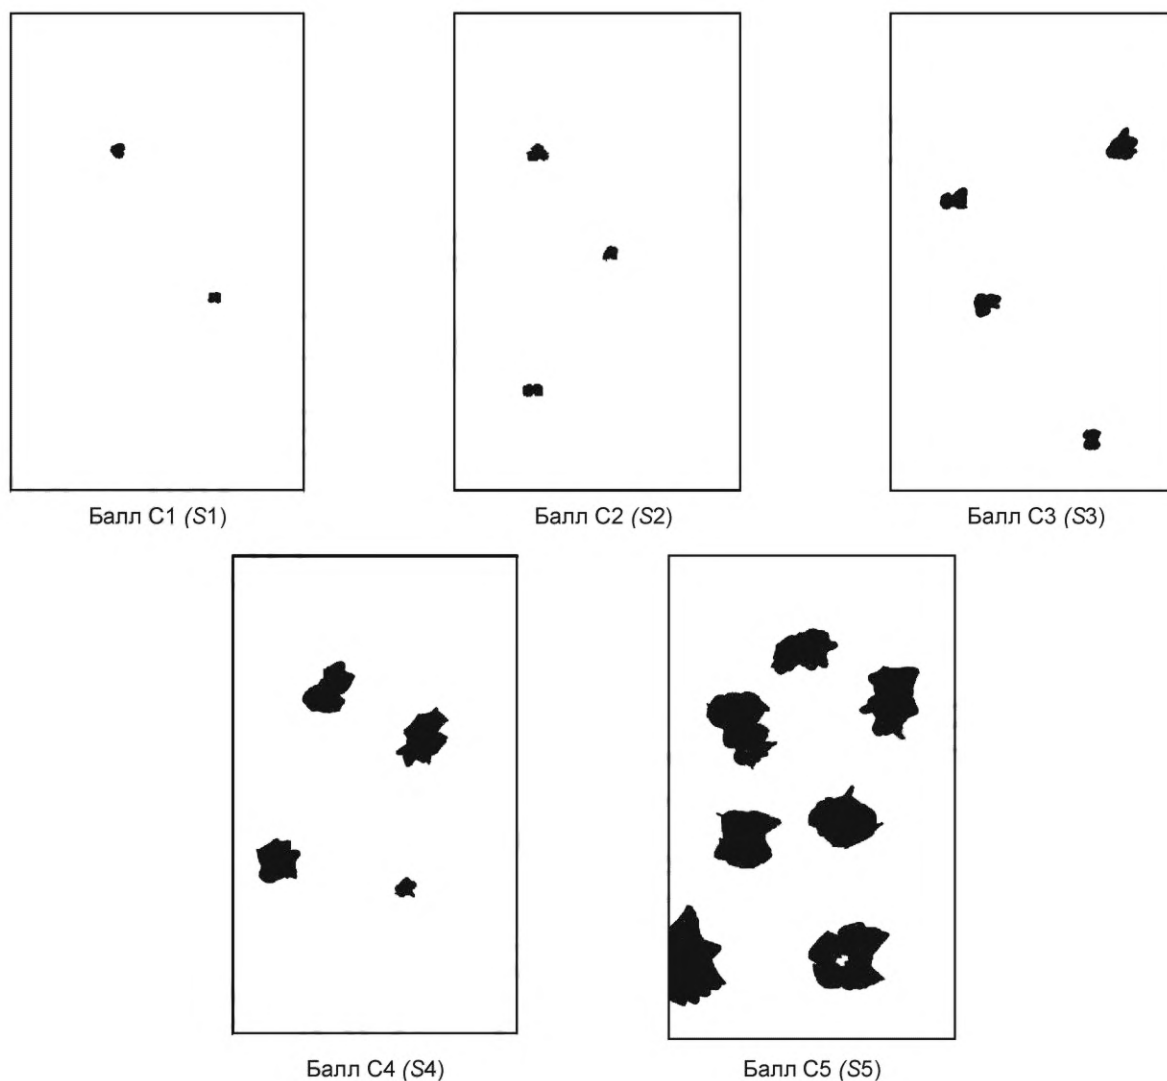 Балл С1 (S1)
Балл С2 (S2)
Балл С3 (S3)
Балл С4 (S4)
Балл С5 (S5)